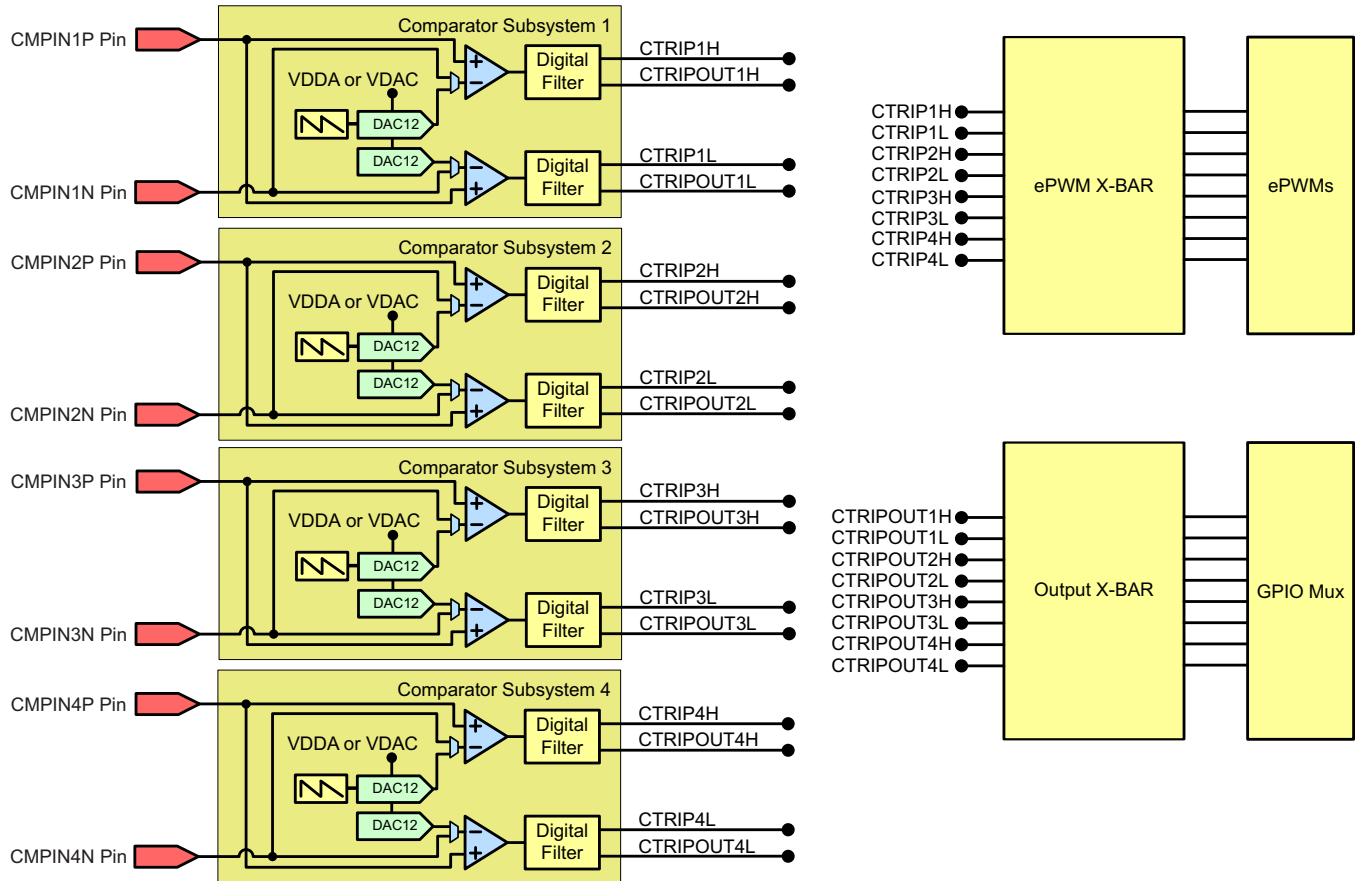 Comparator Subsystem 1
CMPIN1P Pin
VDDA or VDAC
DAC12
DAC12
Digital
Filter
CTRIP1H
CTRIPOUT1H
Digital
Filter
CTRIP1L
CTRIPOUT1L
CMPIN1N Pin
Comparator Subsystem 2
CMPIN2P Pin
VDDA or VDAC
DAC12
DAC12
Digital
Filter
CTRIP2H
CTRIPOUT2H
Digital
Filter
CTRIP2L
CTRIPOUT2L
CMPIN2N Pin
Comparator Subsystem 3
CMPIN3P Pin
VDDA or VDAC
DAC12
DAC12
Digital
Filter
CTRIP3H
CTRIPOUT3H
Digital
Filter
CTRIP3L
CTRIPOUT3L
CMPIN3N Pin
Comparator Subsystem 4
CMPIN4P Pin
VDDA or VDAC
DAC12
DAC12
Digital
Filter
CTRIP4H
CTRIPOUT4H
Digital
Filter
CTRIP4L
CTRIPOUT4L
CMPIN4N Pin
CTRIP1H
CTRIP1L
CTRIP2H
CTRIP2L
CTRIP3H
CTRIP3L
CTRIP4H
CTRIP4L
ePWM X-BAR
ePWMs
CTRIPOUT1H
CTRIPOUT1L
CTRIPOUT2H
CTRIPOUT2L
CTRIPOUT3H
CTRIPOUT3L
CTRIPOUT4H
CTRIPOUT4L
Output X-BAR
GPIO Mux